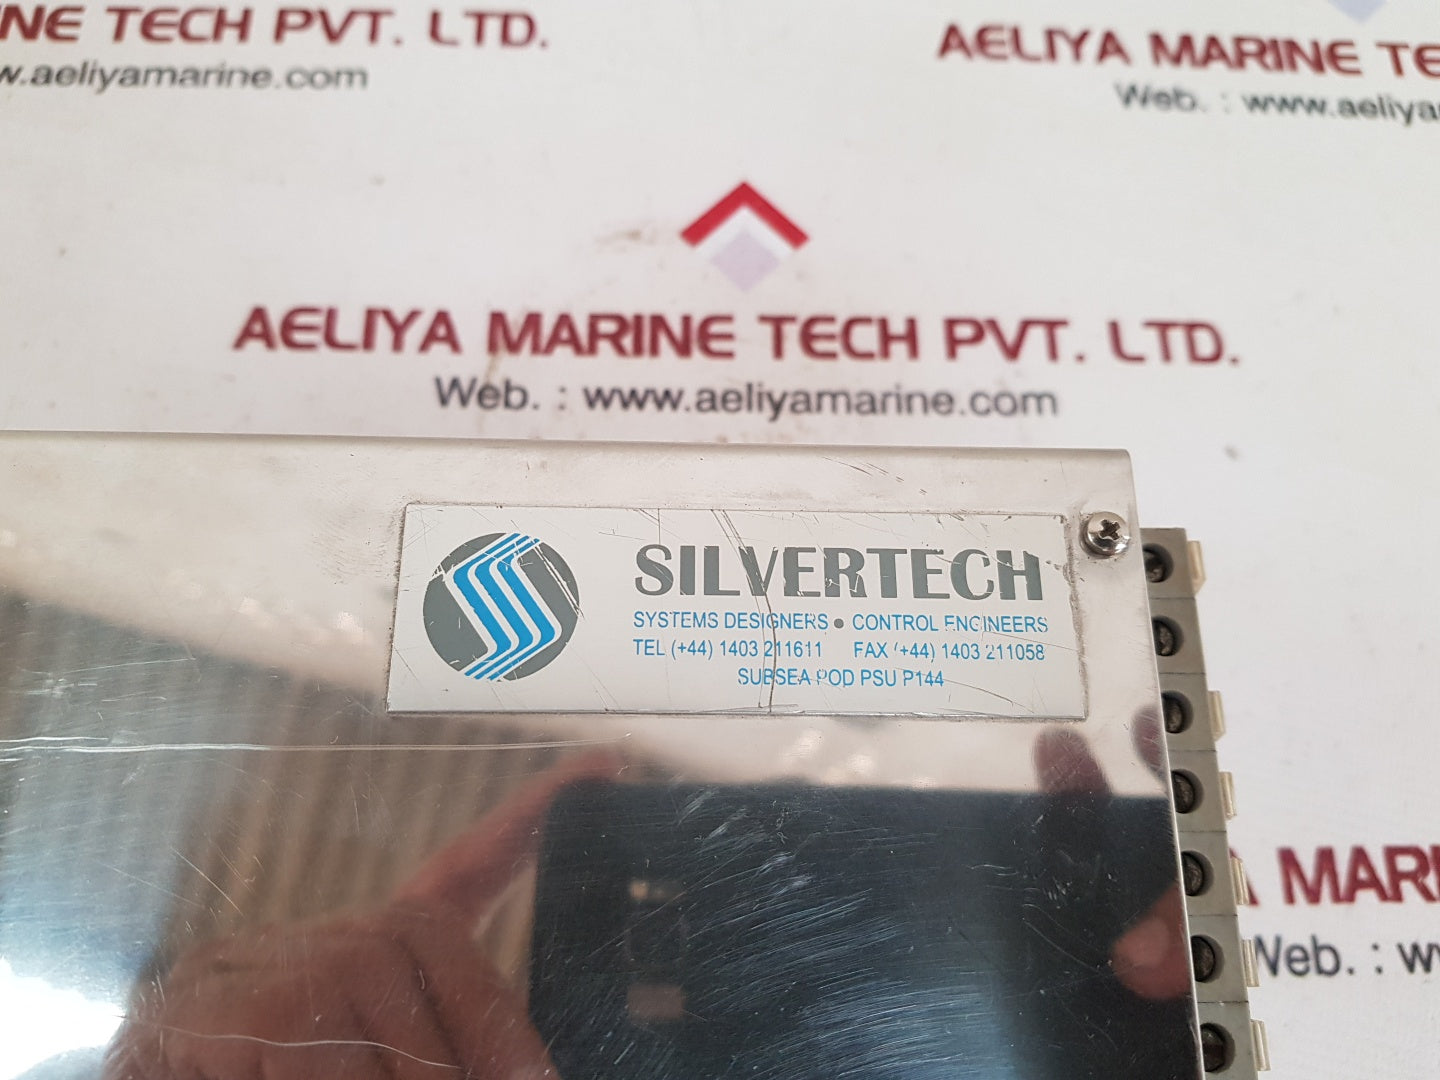 NE TECH PVT. LTD.
w.aeliyamarine.com
AELIYA MARINE TE
Web. : www.aeliya
AELIYA MARINE TECH PVT. LTD.
Web. : www.aeliyamarine.com
SILVERTECH
SYSTEMS DESIGNERS • CONTROL ENGINEERS
TEL (+44) 1403 211611 FAX (+44) 1403 211058
SUBSEA POD PSU P144
A MARI
Web. : w